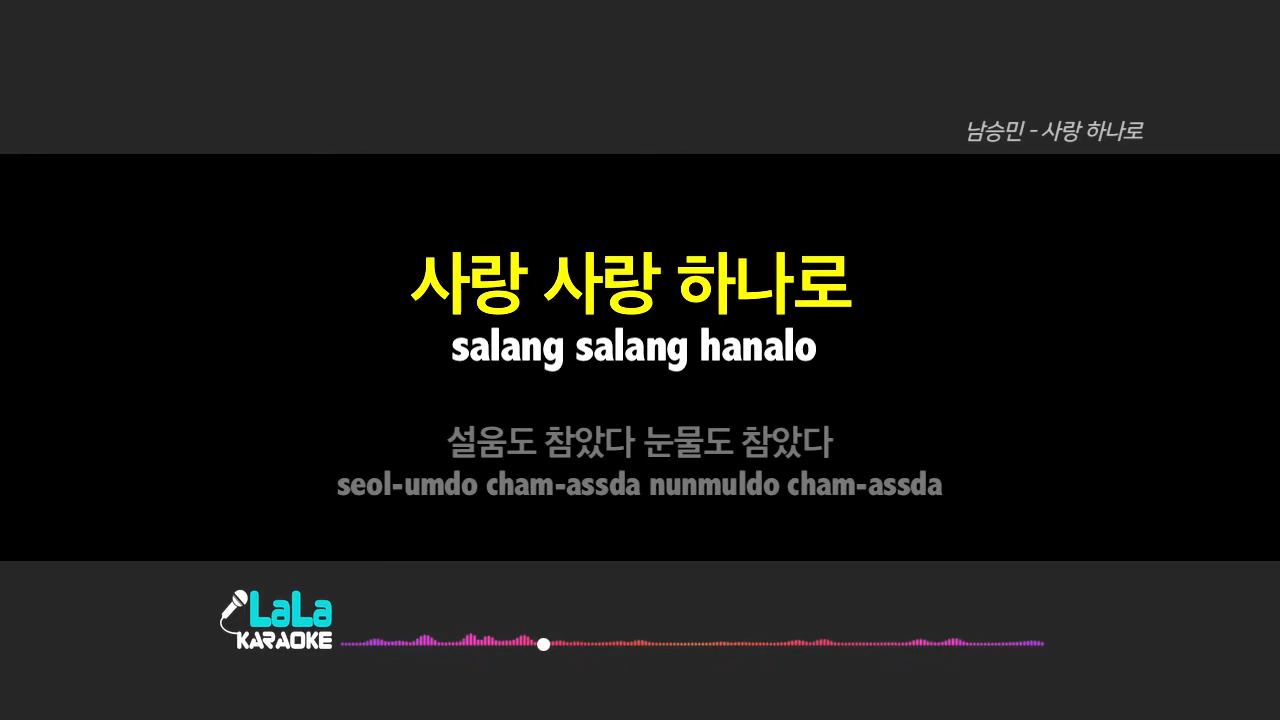 남승민 - 사랑 하나로
사랑 사랑 하나로
salang salang hanalo
설움도 참았다 눈물도 참았다
seol-umdo cham-assda nunmuldo cham-assda
LaLa
KARAOKE